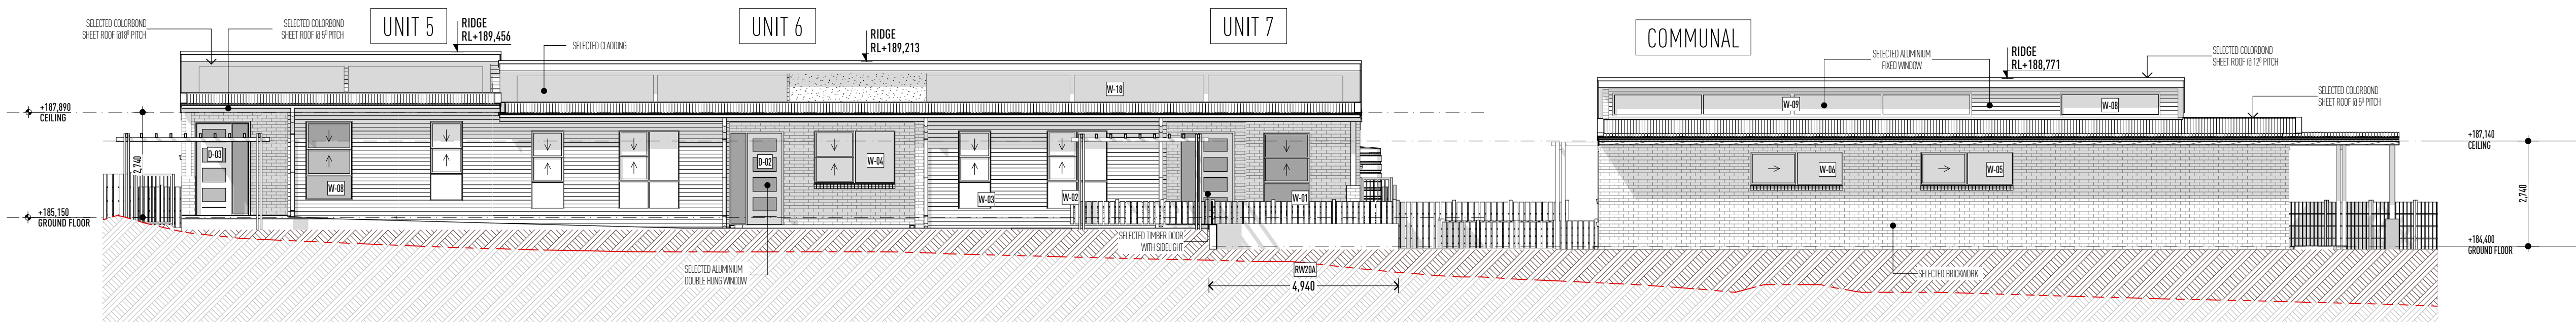 SELECTED COLORBOND
SHEET ROOF @18° PITCH
SELECTED COLORBOND
SHEET ROOF @ 5° PITCH
UNIT 5
RIDGE
RL+189,456
SELECTED CLADDING
UNIT 6
RIDGE
RL+189,213
UNIT 7
COMMUNAL
SELECTED ALUMINIUM
FIXED WINDOW
RIDGE
RL+188,771
SELECTED COLORBOND
SHEET ROOF @ 12° PITCH
SELECTED COLORBOND
SHEET ROOF @ 5° PITCH
W-18
W-09
W-08
+187,890
CEILING
+187,140
CEILING
2,740
D-03
W-08
D-02
W-04
W-03
W-02
W-01
W-06
W-05
2,740
+185,150
GROUND FLOOR
+184,400
GROUND FLOOR
SELECTED TIMBER DOOR
WITH SIDELIGHT
SELECTED ALUMINIUM
DOUBLE HUNG WINDOW
RW20A
4,940
SELECTED BRICKWORK